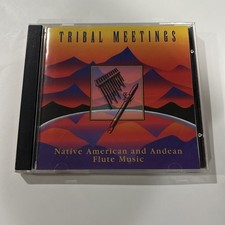 TRIBAL MEETINGS
Native American and Andean
Flute Music